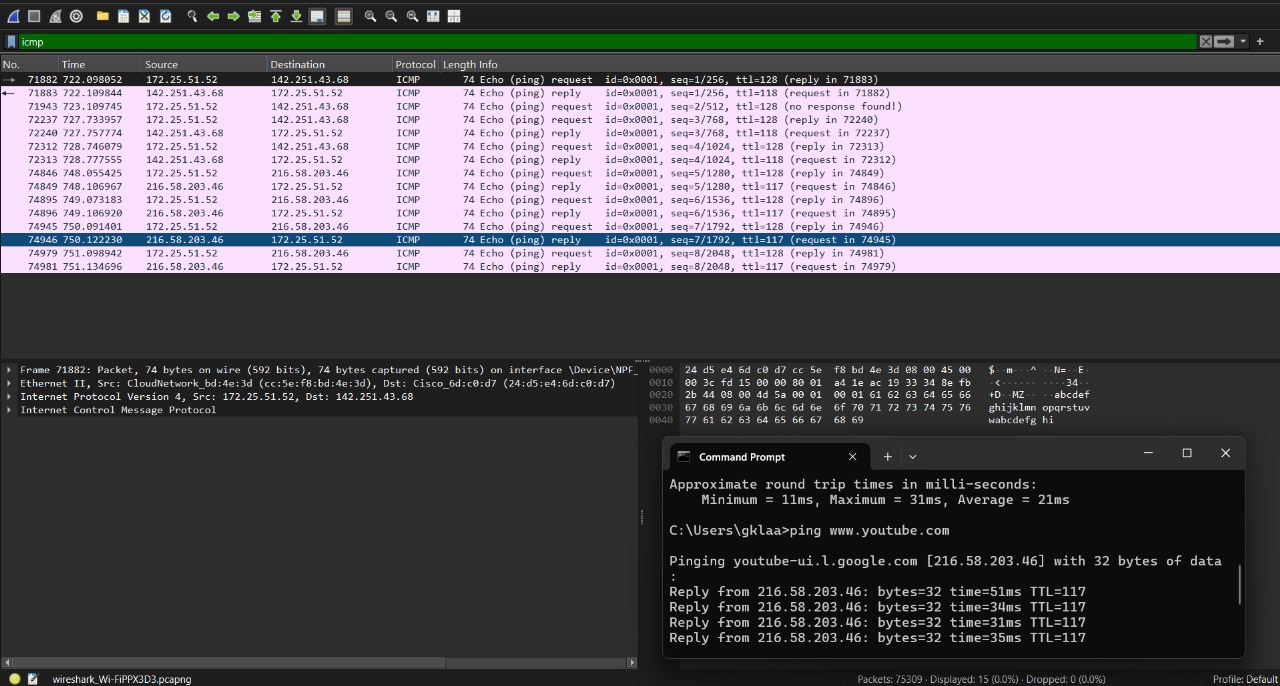 icmp
No. Time Source Destination Protocol Length Info
71882 722.098052 172.25.51.52 142.251.43.68 ICMP 74 Echo (ping) request id=0x0001, seq=1/256, ttl=128 (reply in 71883)
71883 722.109844 142.251.43.68 172.25.51.52 ICMP 74 Echo (ping) reply id=0x0001, seq=1/256, ttl=118 (request in 71882)
71943 723.109745 172.25.51.52 142.251.43.68 ICMP 74 Echo (ping) request id=0x0001, seq=2/512, ttl=128 (no response found!)
72237 727.733957 172.25.51.52 142.251.43.68 ICMP 74 Echo (ping) request id=0x0001, seq=3/768, ttl=128 (reply in 72240)
72240 727.757774 142.251.43.68 172.25.51.52 ICMP 74 Echo (ping) reply id=0x0001, seq=3/768, ttl=118 (request in 72237)
72312 728.746079 172.25.51.52 142.251.43.68 ICMP 74 Echo (ping) request id=0x0001, seq=4/1024, ttl=128 (reply in 72313)
72313 728.777555 142.251.43.68 172.25.51.52 ICMP 74 Echo (ping) reply id=0x0001, seq=4/1024, ttl=118 (request in 72312)
74846 748.055425 172.25.51.52 216.58.203.46 ICMP 74 Echo (ping) request id=0x0001, seq=5/1280, ttl=128 (reply in 74849)
74849 748.106967 216.58.203.46 172.25.51.52 ICMP 74 Echo (ping) reply id=0x0001, seq=5/1280, ttl=117 (request in 74846)
74895 749.073183 172.25.51.52 216.58.203.46 ICMP 74 Echo (ping) request id=0x0001, seq=6/1536, ttl=128 (reply in 74896)
74896 749.106920 216.58.203.46 172.25.51.52 ICMP 74 Echo (ping) reply id=0x0001, seq=6/1536, ttl=117 (request in 74895)
74945 750.091401 172.25.51.52 216.58.203.46 ICMP 74 Echo (ping) request id=0x0001, seq=7/1792, ttl=128 (reply in 74946)
74946 750.122230 216.58.203.46 172.25.51.52 ICMP 74 Echo (ping) reply id=0x0001, seq=7/1792, ttl=117 (request in 74945)
74979 751.098942 172.25.51.52 216.58.203.46 ICMP 74 Echo (ping) request id=0x0001, seq=8/2048, ttl=128 (reply in 74981)
74981 751.134696 216.58.203.46 172.25.51.52 ICMP 74 Echo (ping) reply id=0x0001, seq=8/2048, ttl=117 (request in 74979)
Frame 71882: Packet, 74 bytes on wire (592 bits), 74 bytes captured (592 bits) on interface \Device\NPF_
Ethernet II, Src: CloudNetwork_bd:4e:3d (cc:5e:f8:bd:4e:3d), Dst: Cisco_6d:c0:d7 (24:d5:e4:6d:c0:d7)
Internet Protocol Version 4, Src: 172.25.51.52, Dst: 142.251.43.68
Internet Control Message Protocol
0000 24 d5 e4 6d c0 d7 cc 5e f8 bd 4e 3d 08 00 45 00 $··m···^ ··N=··E·
0010 00 3c fd 15 00 00 80 01 a4 1e ac 19 33 34 8e fb ·<······ ····34··
0020 2b 44 08 00 4d 5a 00 01 00 01 61 62 63 64 65 66 +D··MZ·· ··abcdef
0030 67 68 69 6a 6b 6c 6d 6e 6f 70 71 72 73 74 75 76 ghijklmn opqrstuv
0040 77 61 62 63 64 65 66 67 68 69 wabcdefg hi
Command Prompt
Approximate round trip times in milli-seconds:
Minimum = 11ms, Maximum = 31ms, Average = 21ms
C:\Users\gklaa>ping www.youtube.com
Pinging youtube-ui.l.google.com [216.58.203.46] with 32 bytes of data
:
Reply from 216.58.203.46: bytes=32 time=51ms TTL=117
Reply from 216.58.203.46: bytes=32 time=34ms TTL=117
Reply from 216.58.203.46: bytes=32 time=31ms TTL=117
Reply from 216.58.203.46: bytes=32 time=35ms TTL=117
wireshark_Wi-FiPPX3D3.pcapng
Packets: 75309 · Displayed: 15 (0.0%) · Dropped: 0 (0.0%)
Profile: Default